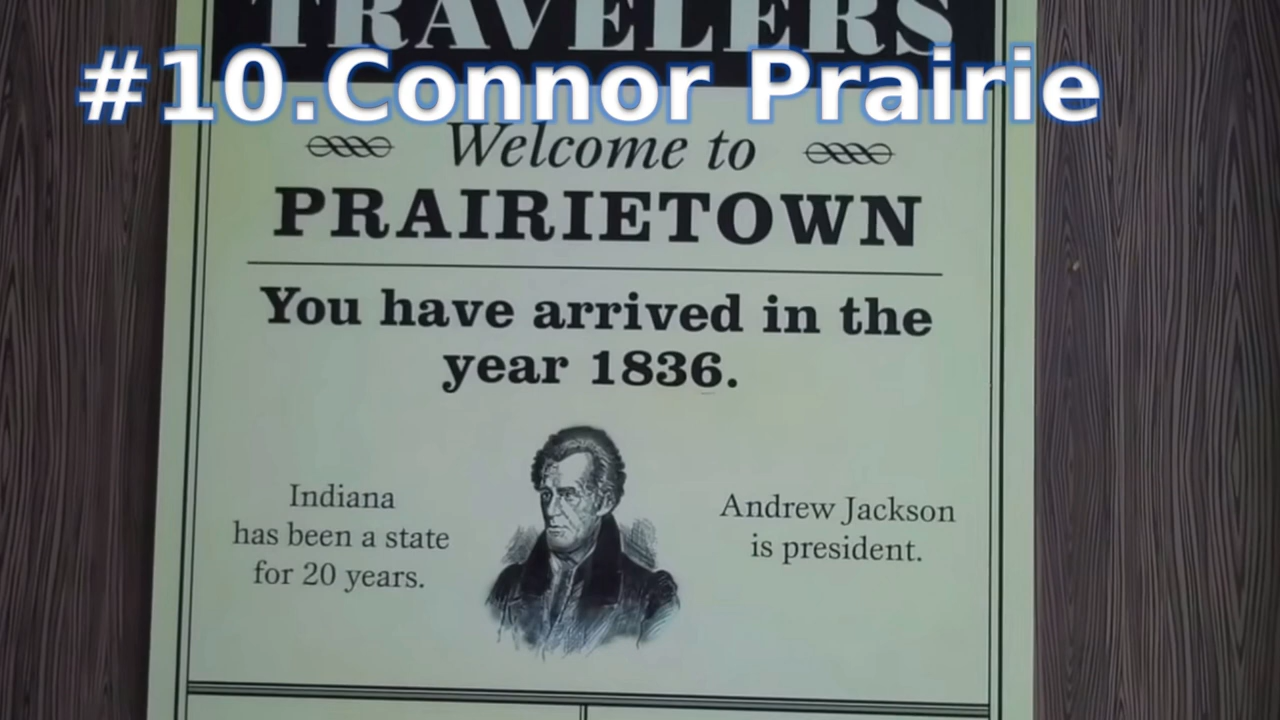 TRAVELERS
#10.Connor Prairie
Welcome to
PRAIRIETOWN
You have arrived in the
year 1836.
Indiana
has been a state
for 20 years.
Andrew Jackson
is president.